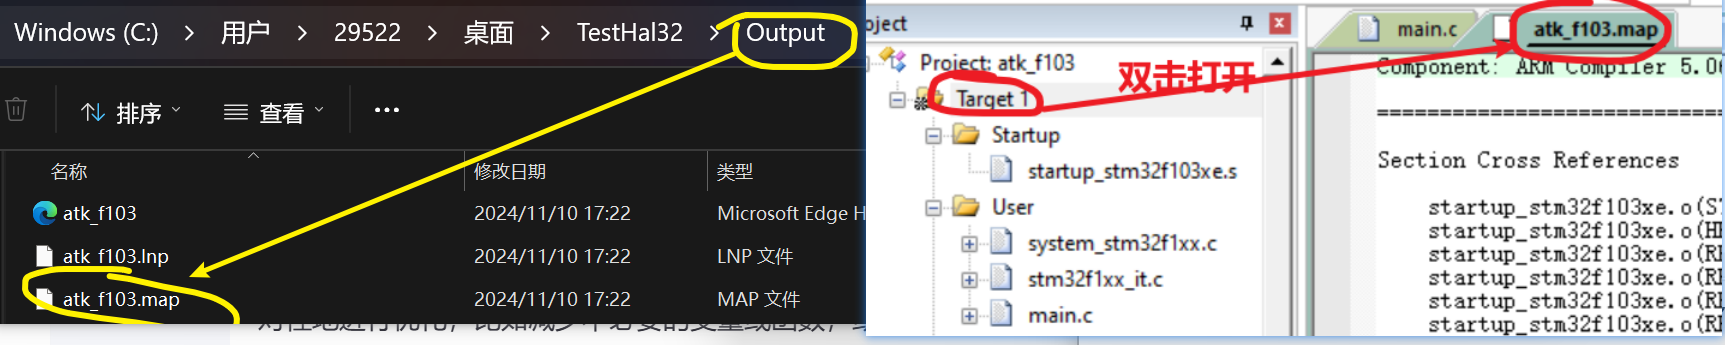 Windows (C:) > 用户 > 29522 > 桌面 > TestHal32 > Output
排序 查看 ...
名称 修改日期 类型
atk_f103 2024/11/10 17:22 Microsoft Edge H
atk_f103.lnp 2024/11/10 17:22 LNP 文件
atk_f103.map 2024/11/10 17:22 MAP 文件
oject
Project: atk_f103
Target 1
Startup
startup_stm32f103xe.s
User
system_stm32f1xx.c
stm32f1xx_it.c
main.c
双击打开
main.c atk_f103.map
Component: ARM Compiler 5.0
==============================
Section Cross References
startup_stm32f103xe.o(S
startup_stm32f103xe.o(H
startup_stm32f103xe.o(R
startup_stm32f103xe.o(R
startup_stm32f103xe.o(R
startup_stm32f103xe.o(R